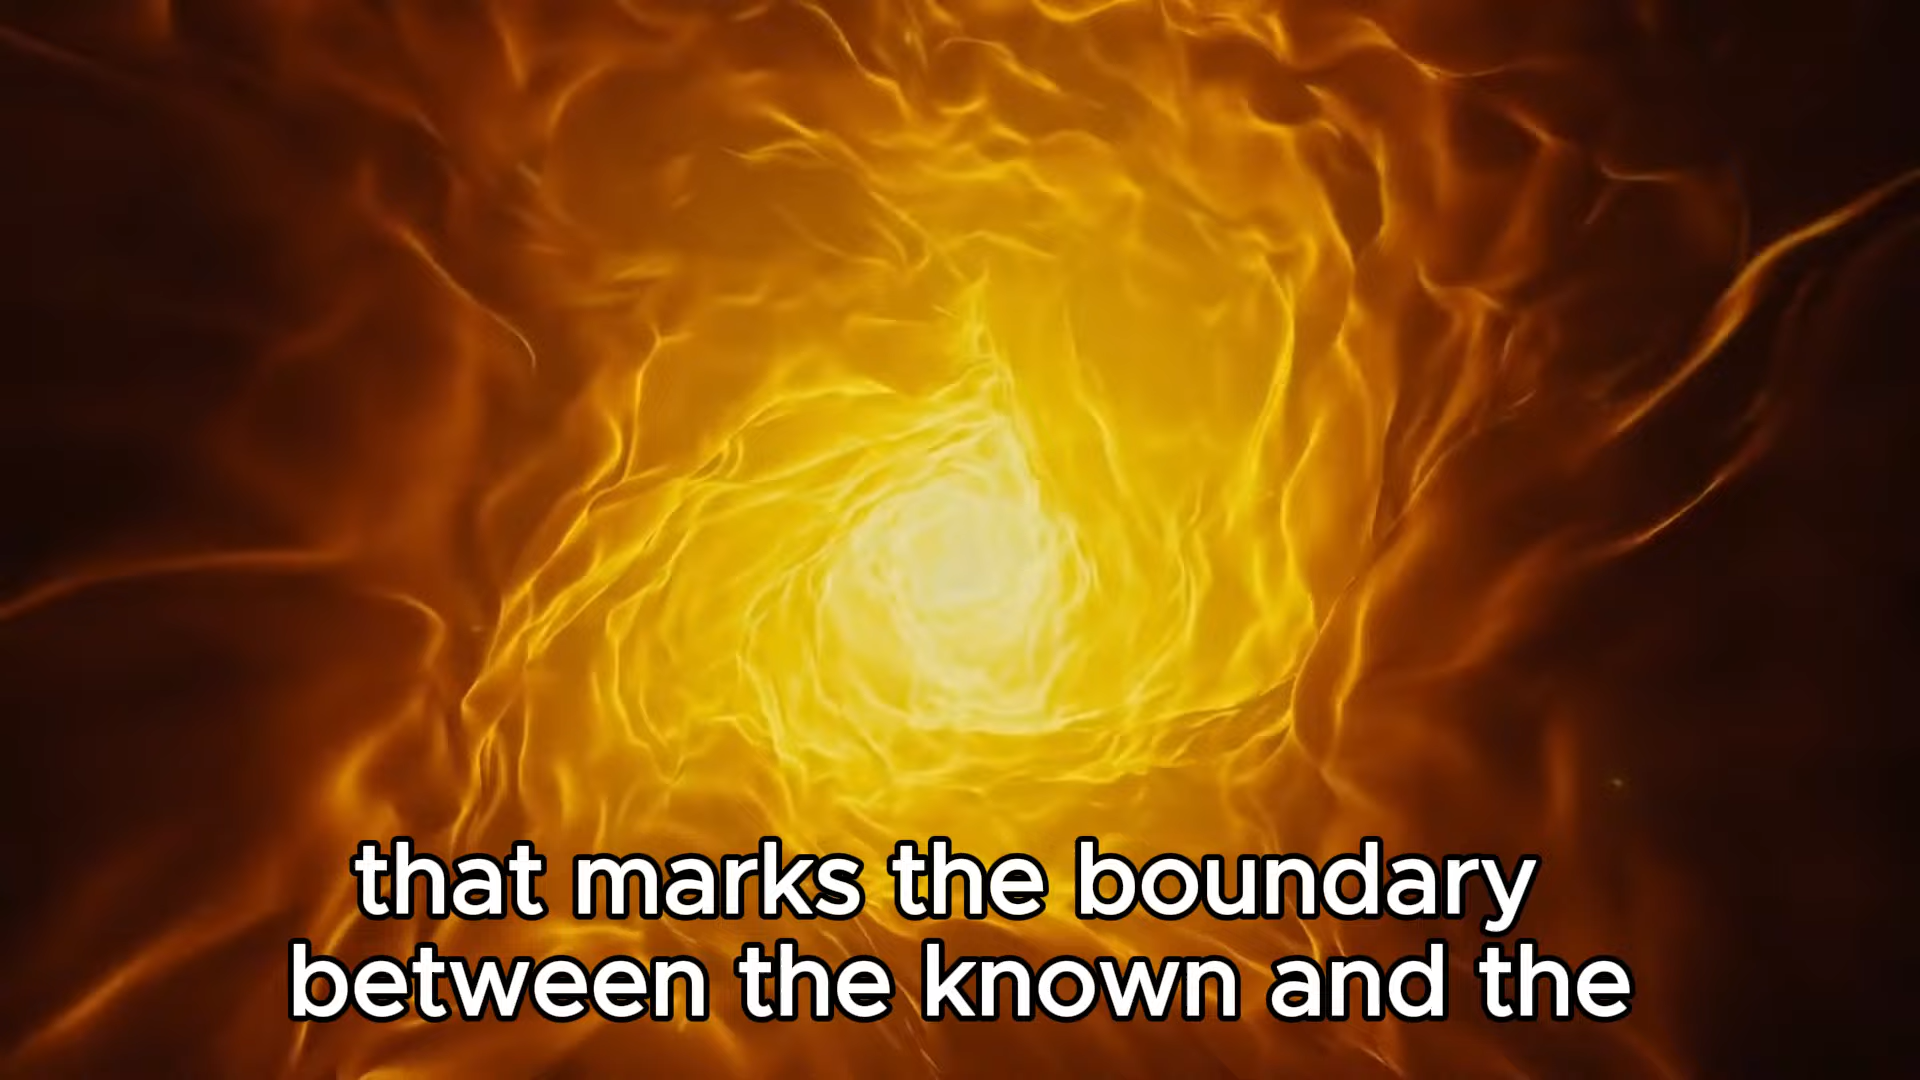 that marks the boundary
between the known and the